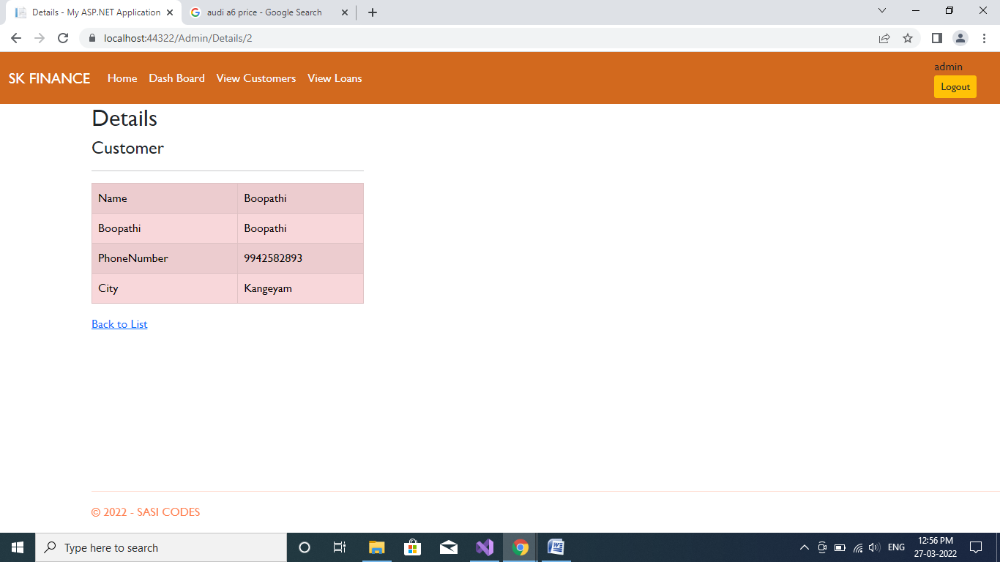 Details - My ASP.NET Application
audi a6 price - Google Search
localhost:44322/Admin/Details/2
SK FINANCE Home Dash Board View Customers View Loans
admin
Logout
Details
Customer
Name Boopathi
Boopathi Boopathi
PhoneNumber 9942582893
City Kangeyam
Back to List
© 2022 - SASI CODES
Type here to search
ENG
12:56 PM
27-03-2022